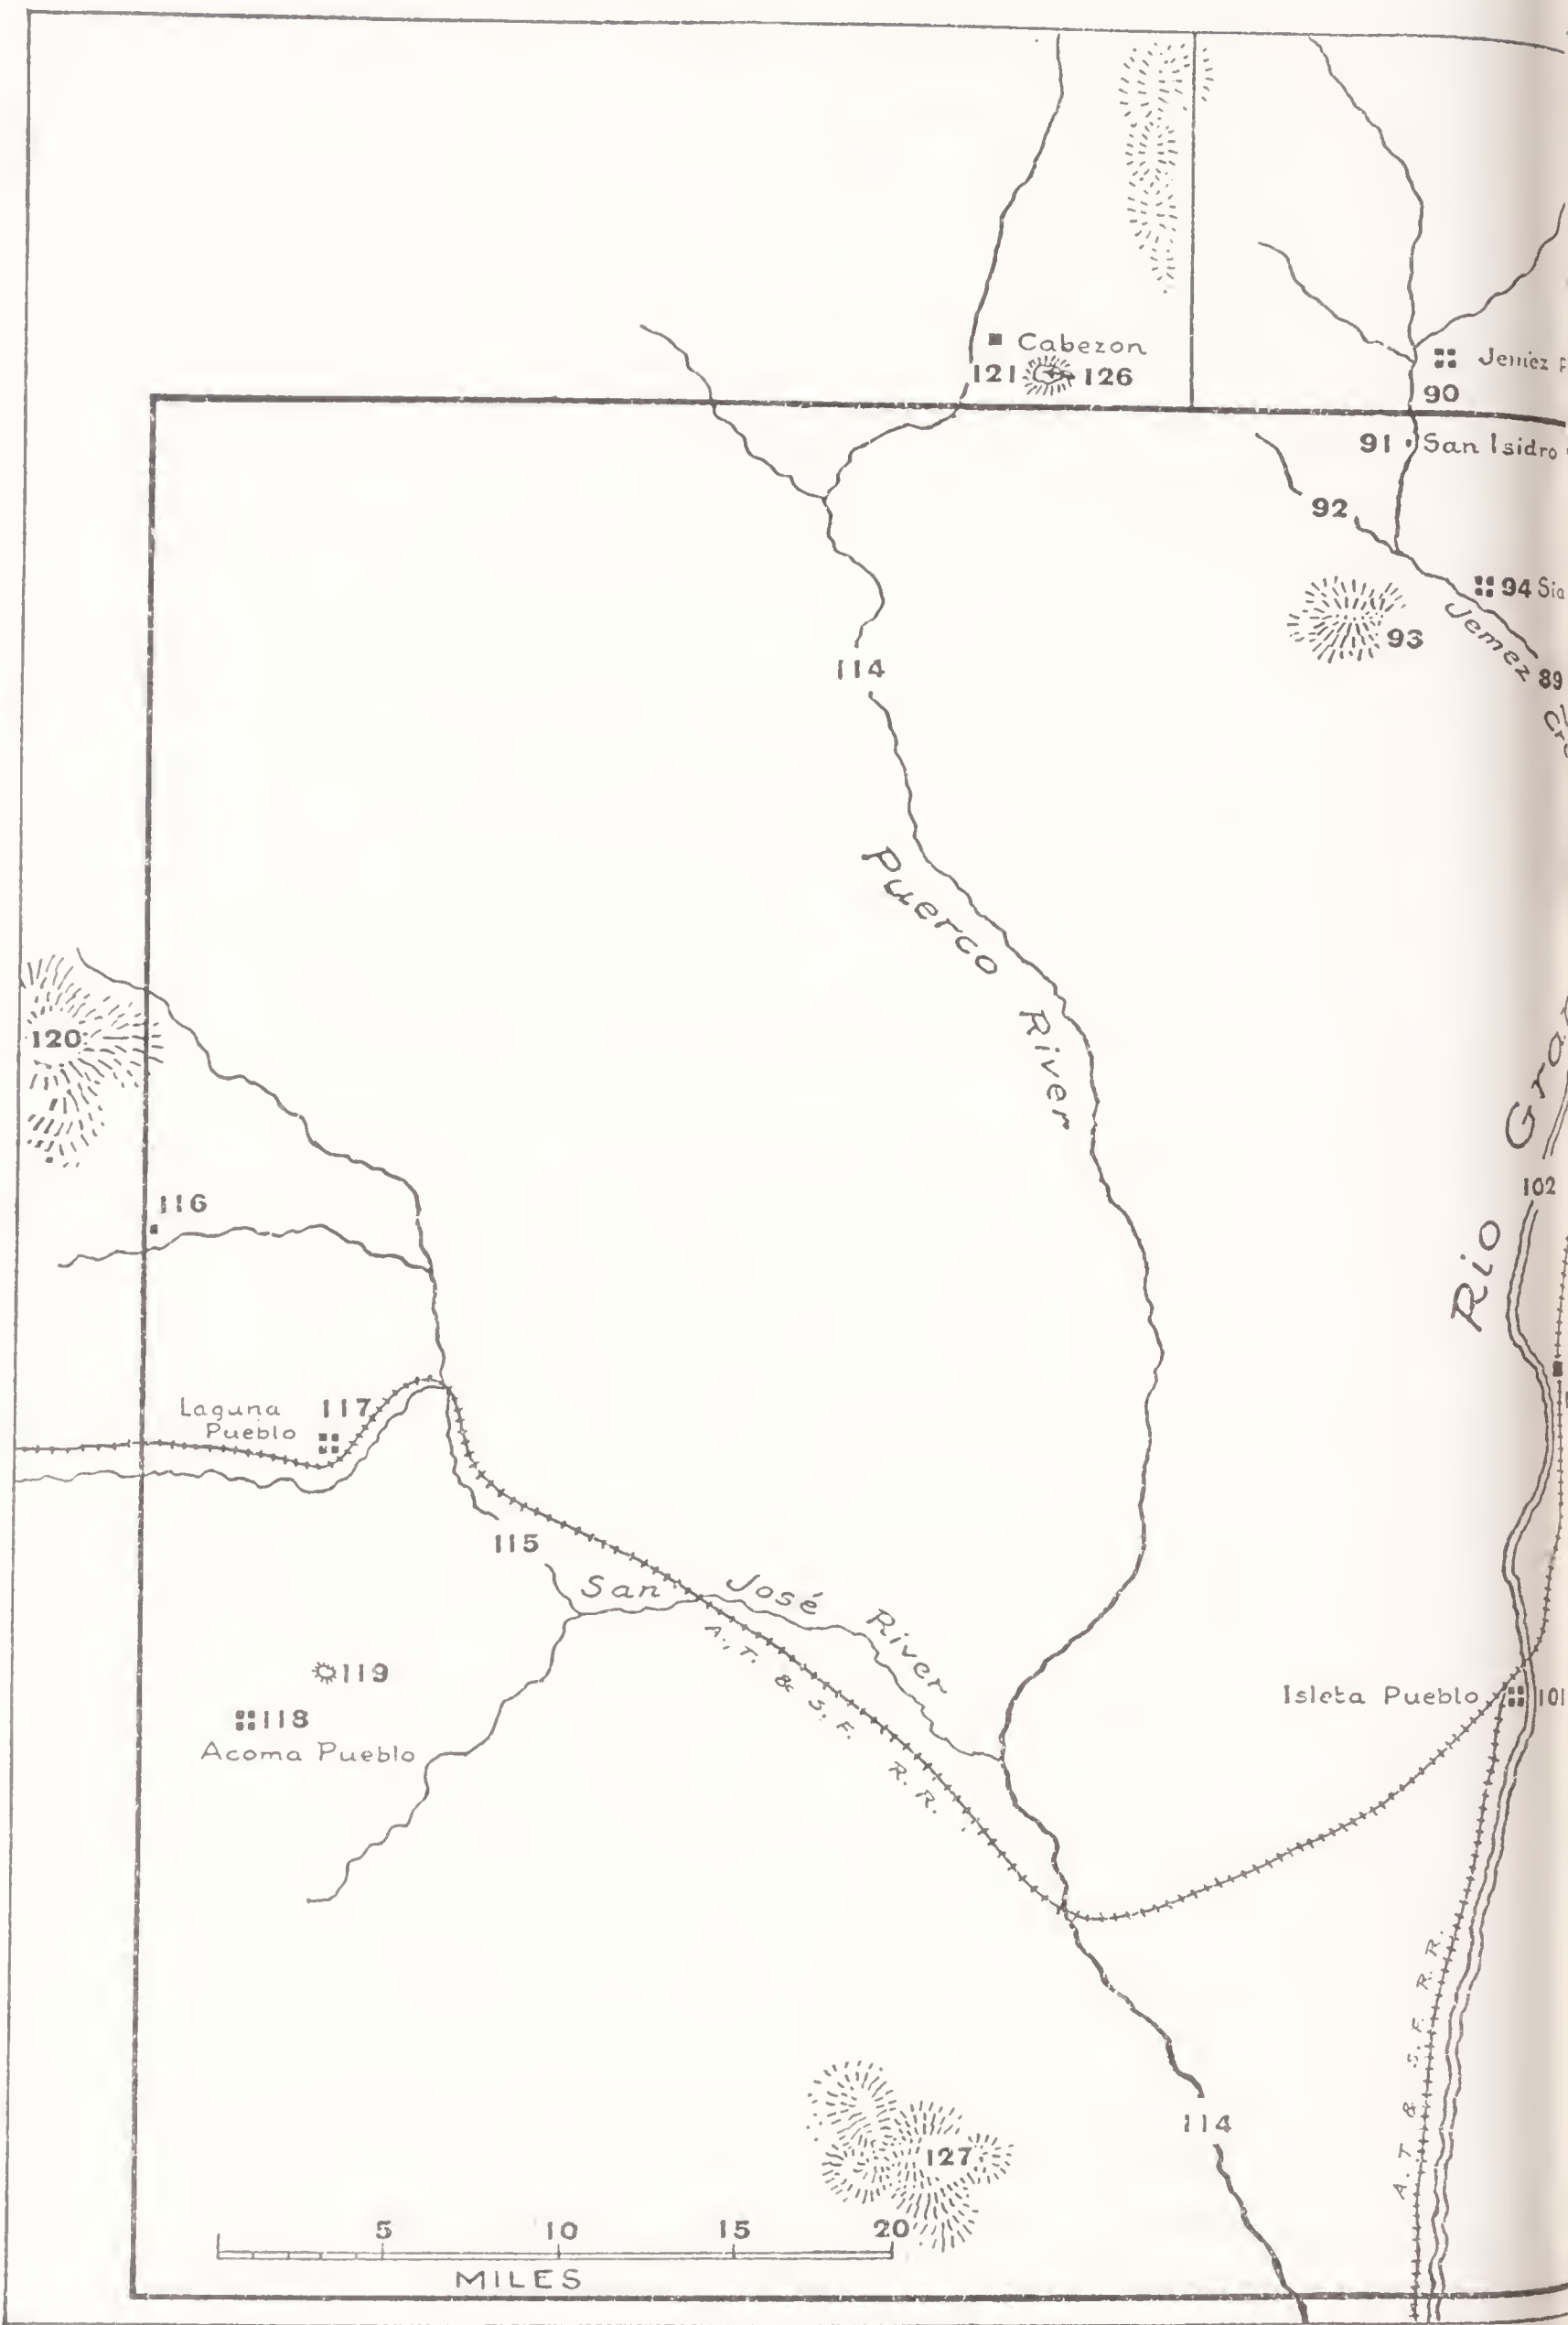 Cabezon
121 126
Jemez
90
91 San Isidro
92
94 Sia
93
Jemez
89
114
Puerco River
120
102
Rio
116
Laguna 117
Pueblo
115
San José River
A., T. & S. F. R. R.
119
Isleta Pueblo 101
118
Acoma Pueblo
A. T & S. F. R. R.
114
127
5 10 15 20
MILES